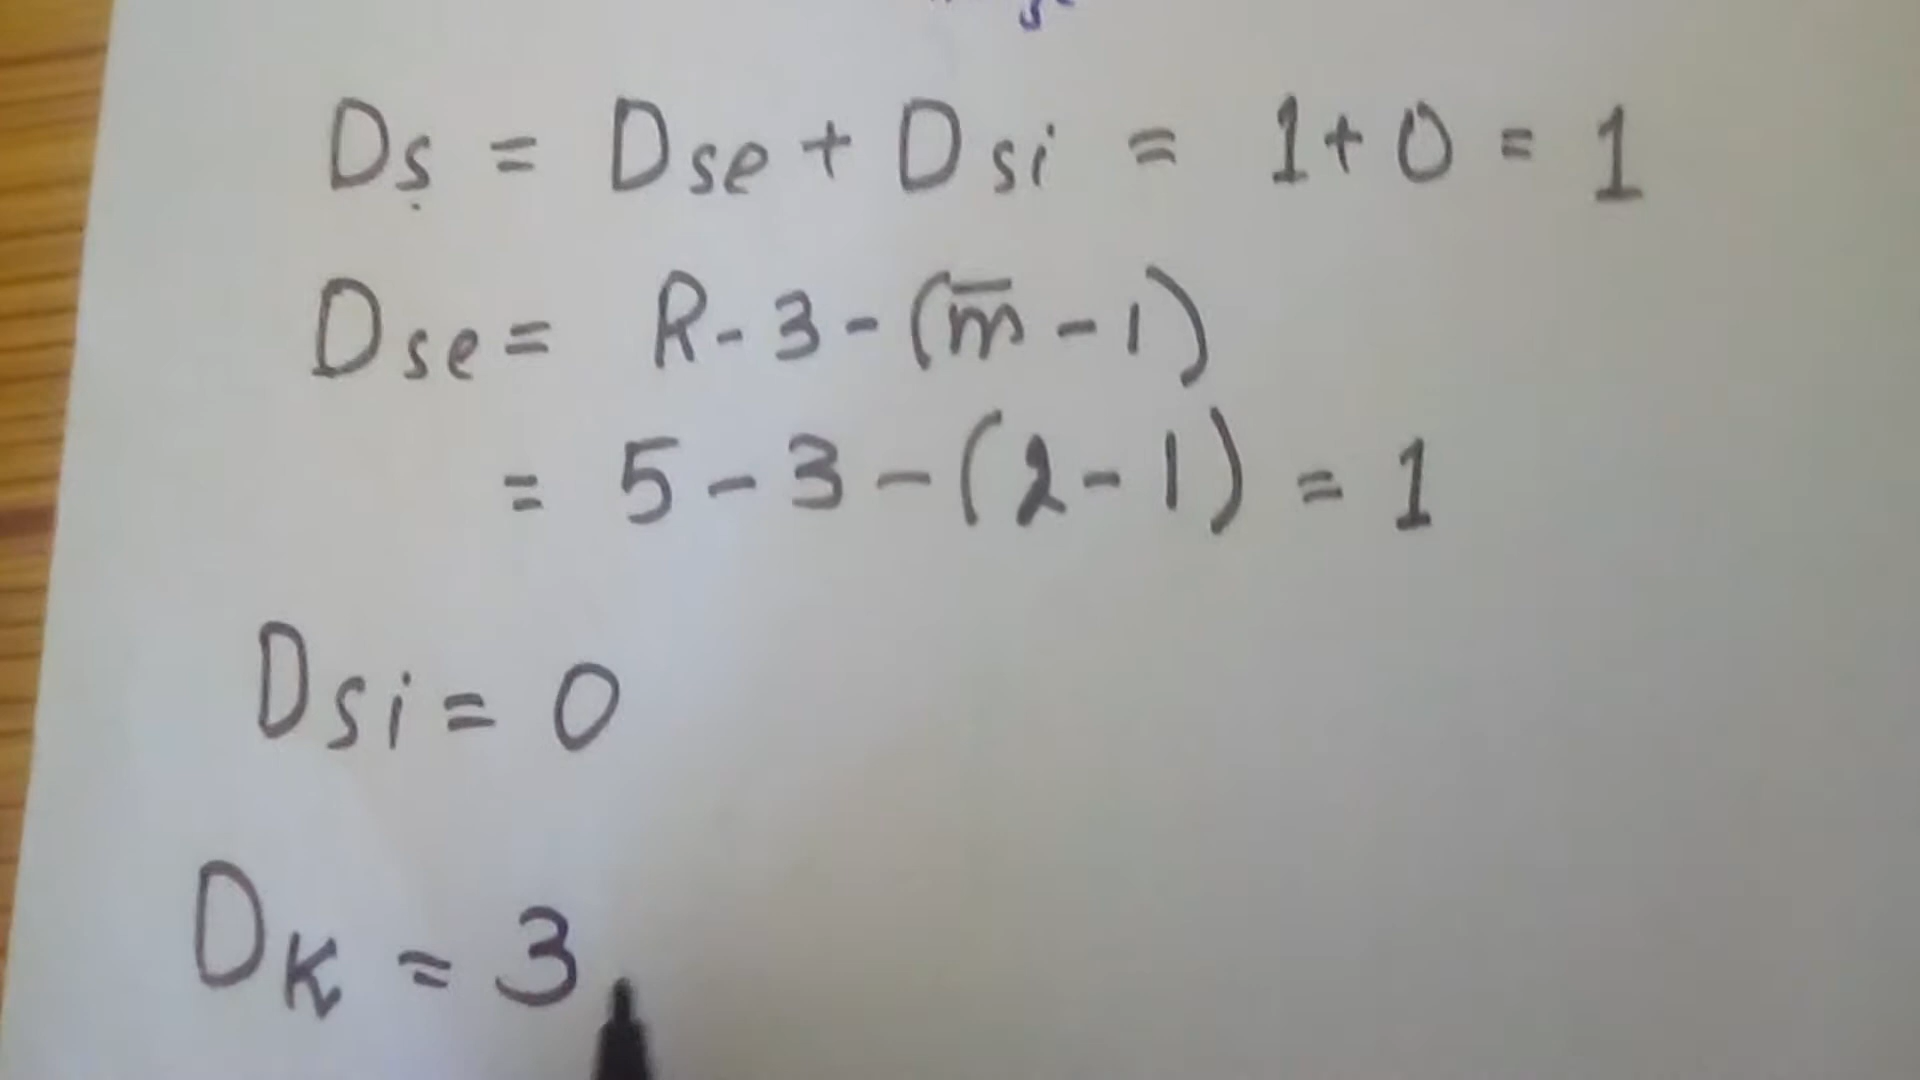 Ds = Dse + Dsi = 1 + 0 = 1
Dse = R - 3 - (m̅ - 1)
= 5 - 3 - (2 - 1) = 1
Dsi = 0
DK = 3